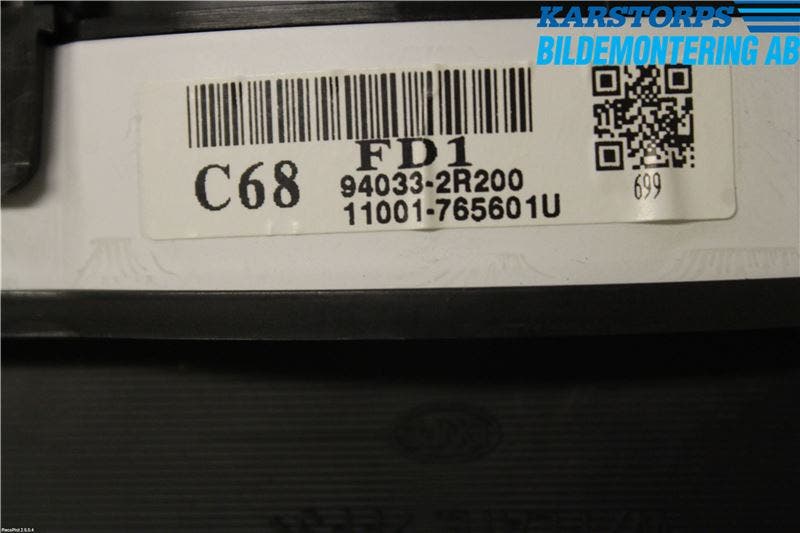 KARSTORPS
BILDEMONTERING AB
FD1
C68
94033-2R200
11001-765601U
699